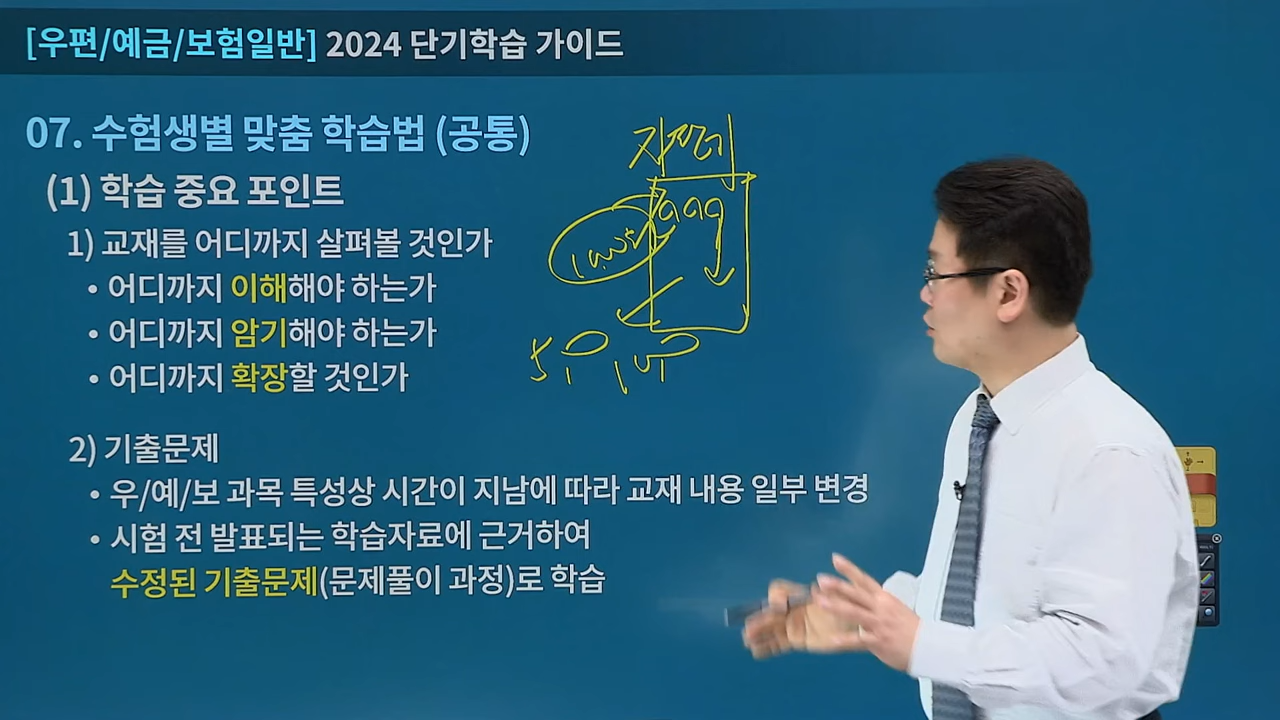 [우편/예금/보험일반] 2024 단기학습 가이드
07. 수험생별 맞춤 학습법 (공통)
(1) 학습 중요 포인트
1) 교재를 어디까지 살펴볼 것인가
• 어디까지 이해해야 하는가
• 어디까지 암기해야 하는가
• 어디까지 확장할 것인가
2) 기출문제
• 우/예/보 과목 특성상 시간이 지남에 따라 교재 내용 일부 변경
• 시험 전 발표되는 학습자료에 근거하여
수정된 기출문제(문제풀이 과정)로 학습